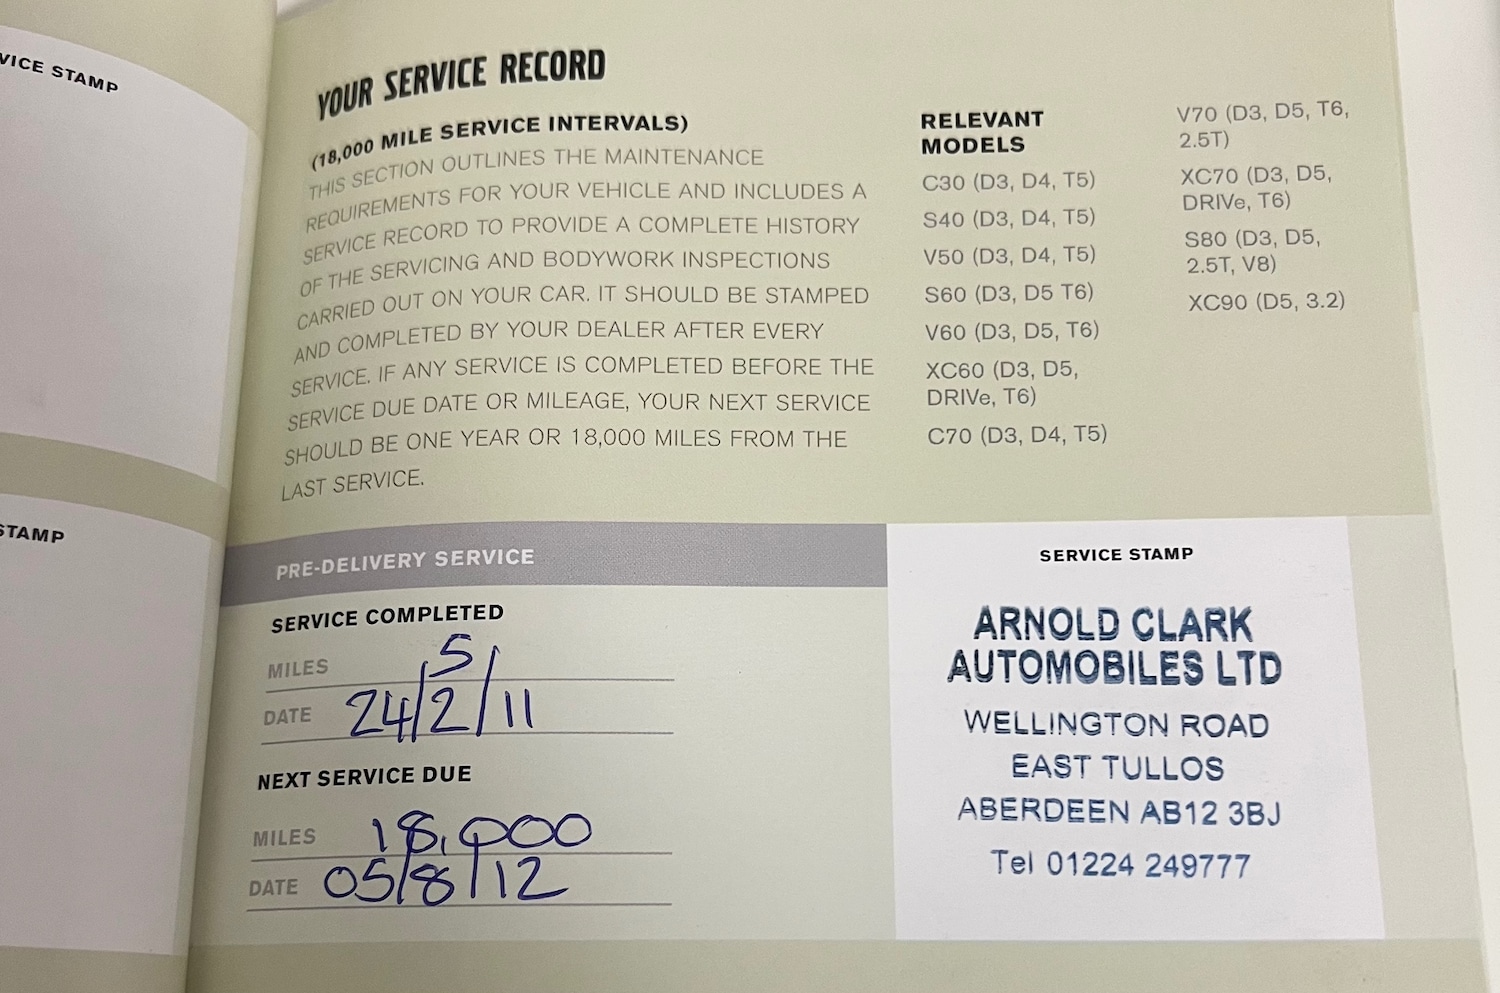 VICE STAMP
STAMP
YOUR SERVICE RECORD
(18,000 MILE SERVICE INTERVALS)
THIS SECTION OUTLINES THE MAINTENANCE
REQUIREMENTS FOR YOUR VEHICLE AND INCLUDES A
SERVICE RECORD TO PROVIDE A COMPLETE HISTORY
OF THE SERVICING AND BODYWORK INSPECTIONS
CARRIED OUT ON YOUR CAR. IT SHOULD BE STAMPED
AND COMPLETED BY YOUR DEALER AFTER EVERY
SERVICE. IF ANY SERVICE IS COMPLETED BEFORE THE
SERVICE DUE DATE OR MILEAGE, YOUR NEXT SERVICE
SHOULD BE ONE YEAR OR 18,000 MILES FROM THE
LAST SERVICE.
RELEVANT
MODELS
C30 (D3, D4, T5)
S40 (D3, D4, T5)
V50 (D3, D4, T5)
S60 (D3, D5 T6)
V60 (D3, D5, T6)
XC60 (D3, D5,
DRIVe, T6)
C70 (D3, D4, T5)
V70 (D3, D5, T6,
2.5T)
XC70 (D3, D5,
DRIVe, T6)
S80 (D3, D5,
2.5T, V8)
XC90 (D5, 3.2)
PRE-DELIVERY SERVICE
SERVICE COMPLETED
MILES 5
DATE 24/2/11
NEXT SERVICE DUE
MILES 18,000
DATE 05/8/12
SERVICE STAMP
ARNOLD CLARK
AUTOMOBILES LTD
WELLINGTON ROAD
EAST TULLOS
ABERDEEN AB12 3BJ
Tel 01224 249777